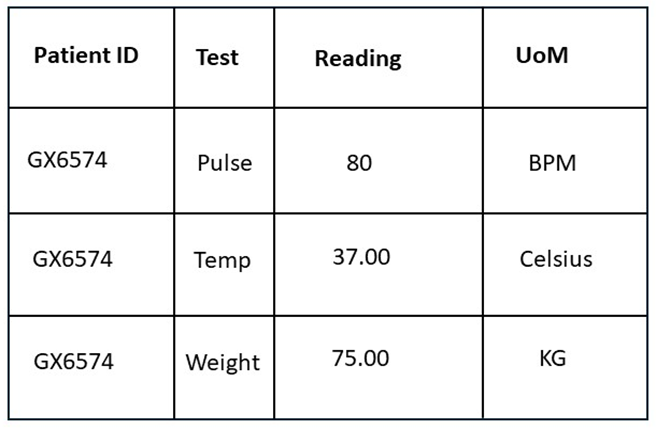 Patient ID Test Reading UoM
GX6574 Pulse 80 BPM
GX6574 Temp 37.00 Celsius
GX6574 Weight 75.00 KG